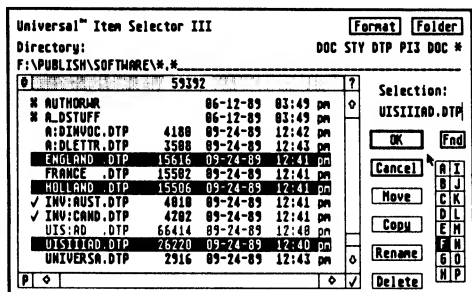 Universal™ Item Selector III
Format Folder
Directory: DOC STY DTP PI3 DOC *
F:\PUBLISH\SOFTWARE\*.*
59392 ?
Selection:
UISIIIAD.DTP
AUTHORWR 06-12-89 03:49 pm
A_DSTUFF 06-12-89 03:49 pm
A:DINVOC.DTP 4180 09-24-89 12:42 pm
A:DLETTR.DTP 3508 09-24-89 12:43 pm
ENGLAND .DTP 15616 09-24-89 12:41 pm
FRANCE .DTP 15502 09-24-89 12:41 pm
HOLLAND .DTP 15506 09-24-89 12:41 pm
✓ INV:AUST.DTP 4010 09-24-89 12:41 pm
✓ INV:CAND.DTP 4202 09-24-89 12:41 pm
UIS:AD .DTP 66414 09-24-89 12:40 pm
UISIIIAD.DTP 26220 09-24-89 12:40 pm
UNIVERSA.DTP 2916 09-24-89 12:43 pm
P
OK Fnd
Cancel
Move
Copy
Rename
Delete
A I
B J
C K
D L
E M
F N
G O
H P